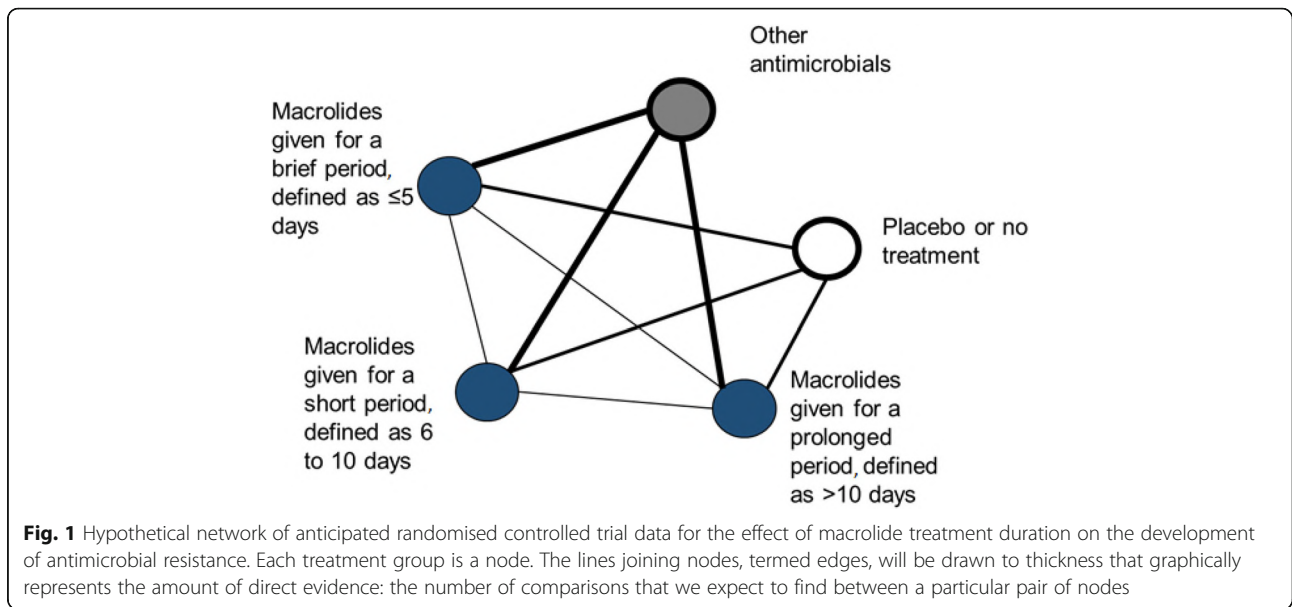 Other
antimicrobials
Macrolides
given for a
brief period,
defined as ≤5
days
Placebo or no
treatment
Macrolides
given for a
short period,
defined as 6
to 10 days
Macrolides
given for a
prolonged
period, defined
as >10 days
Fig. 1 Hypothetical network of anticipated randomised controlled trial data for the effect of macrolide treatment duration on the development
of antimicrobial resistance. Each treatment group is a node. The lines joining nodes, termed edges, will be drawn to thickness that graphically
represents the amount of direct evidence: the number of comparisons that we expect to find between a particular pair of nodes